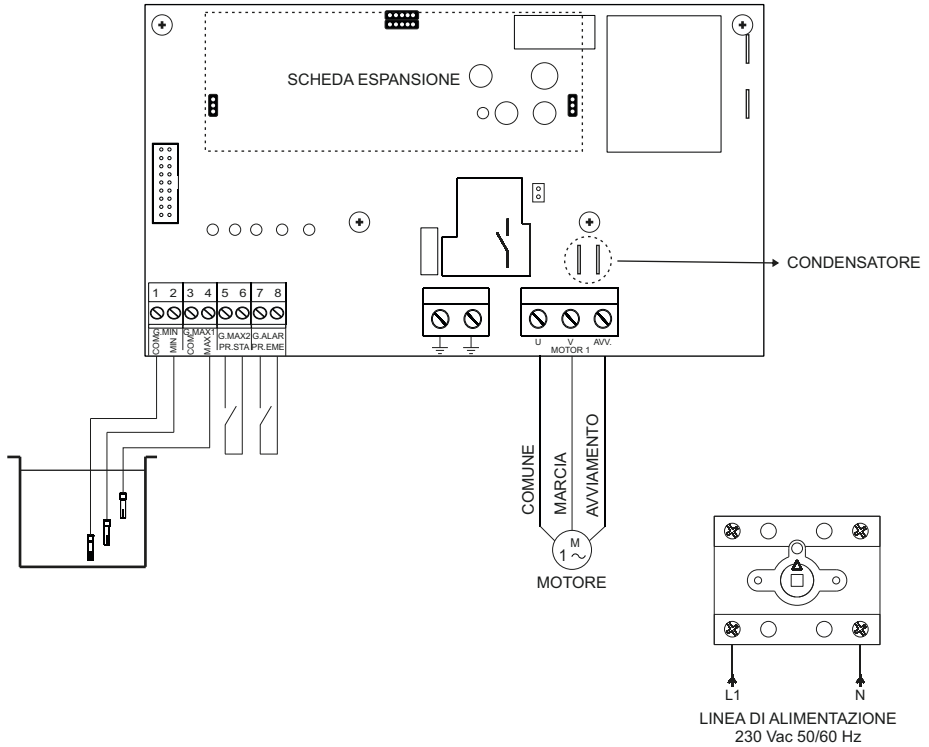 SCHEDA ESPANSIONE
CONDENSATORE
1 2 3 4 5 6 7 8
G.MIN G.MAX1 G.MAX2 G.ALAR
COM MIN COM MAX PR.STA PR.EME
U V AVV.
MOTOR 1
COMUNE
MARCIA
AVVIAMENTO
M
1 ~
MOTORE
L1 N
LINEA DI ALIMENTAZIONE
230 Vac 50/60 Hz